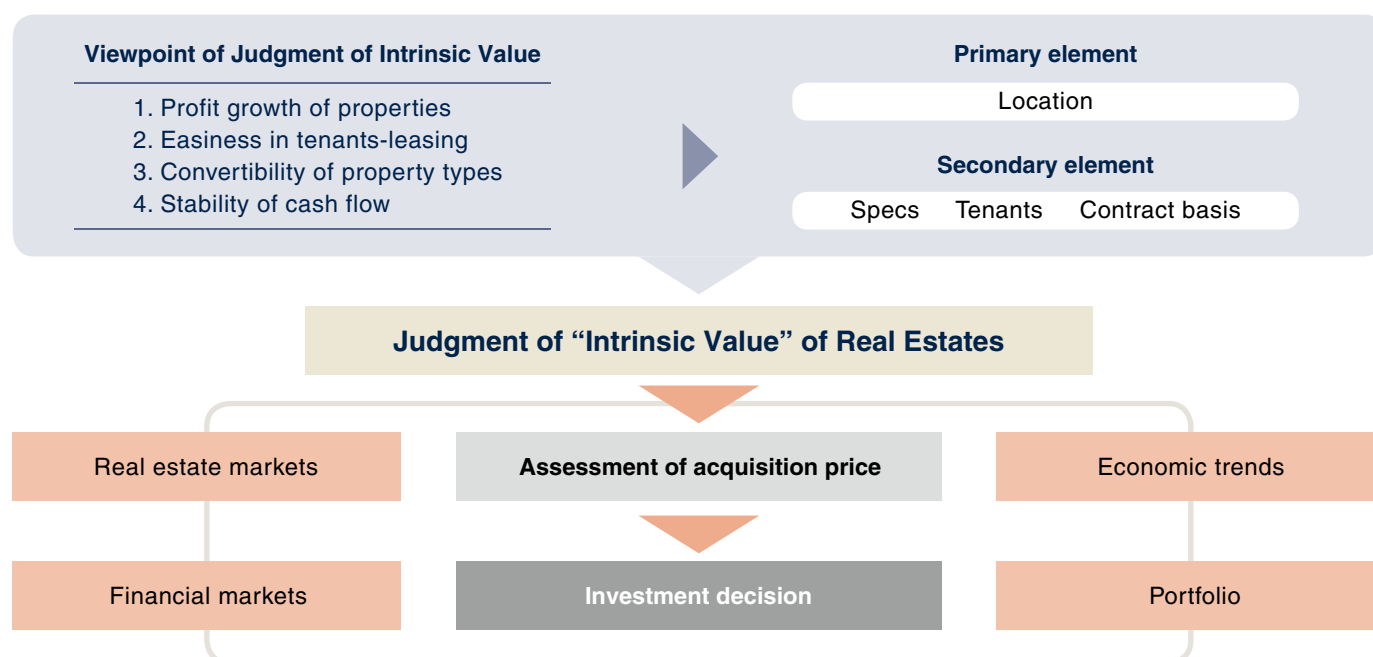 Viewpoint of Judgment of Intrinsic Value
1. Profit growth of properties
2. Easiness in tenants-leasing
3. Convertibility of property types
4. Stability of cash flow
Primary element
Location
Secondary element
Specs Tenants Contract basis
Judgment of “Intrinsic Value” of Real Estates
Real estate markets
Assessment of acquisition price
Economic trends
Financial markets
Investment decision
Portfolio